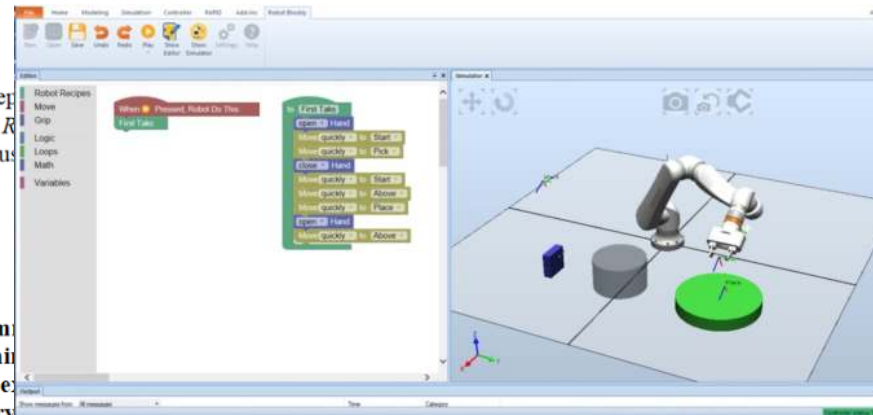 File Home Modeling Simulation Controller RAPID Add-Ins Robot Blockly
New Open Save Undo Redo Play Show Editor Show Simulator Settings Help
Editor
Simulator
Robot Recipes
Move
Grip
Logic
Loops
Math
Variables
When Pressed, Robot Do This
First Take
to First Take
open Hand
Move quickly to Start
Move quickly to Pick
close Hand
Move quickly to Start
Move quickly to Above
Move quickly to Place
open Hand
Move quickly to Above
Place
Output
Show messages from: All messages Time Category